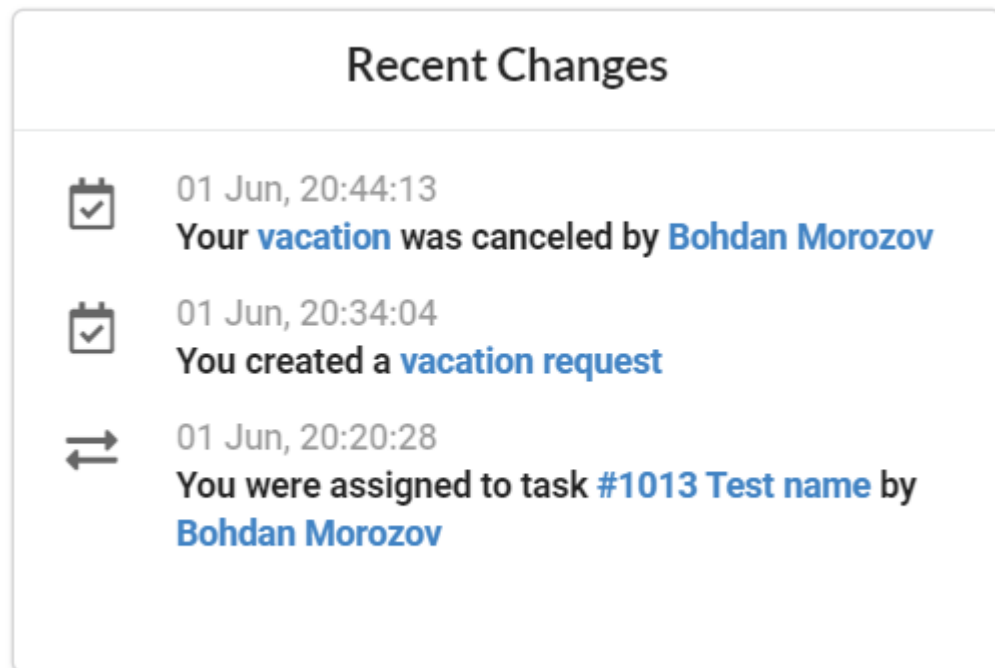 Recent Changes
01 Jun, 20:44:13
Your vacation was canceled by Bohdan Morozov
01 Jun, 20:34:04
You created a vacation request
01 Jun, 20:20:28
You were assigned to task #1013 Test name by
Bohdan Morozov